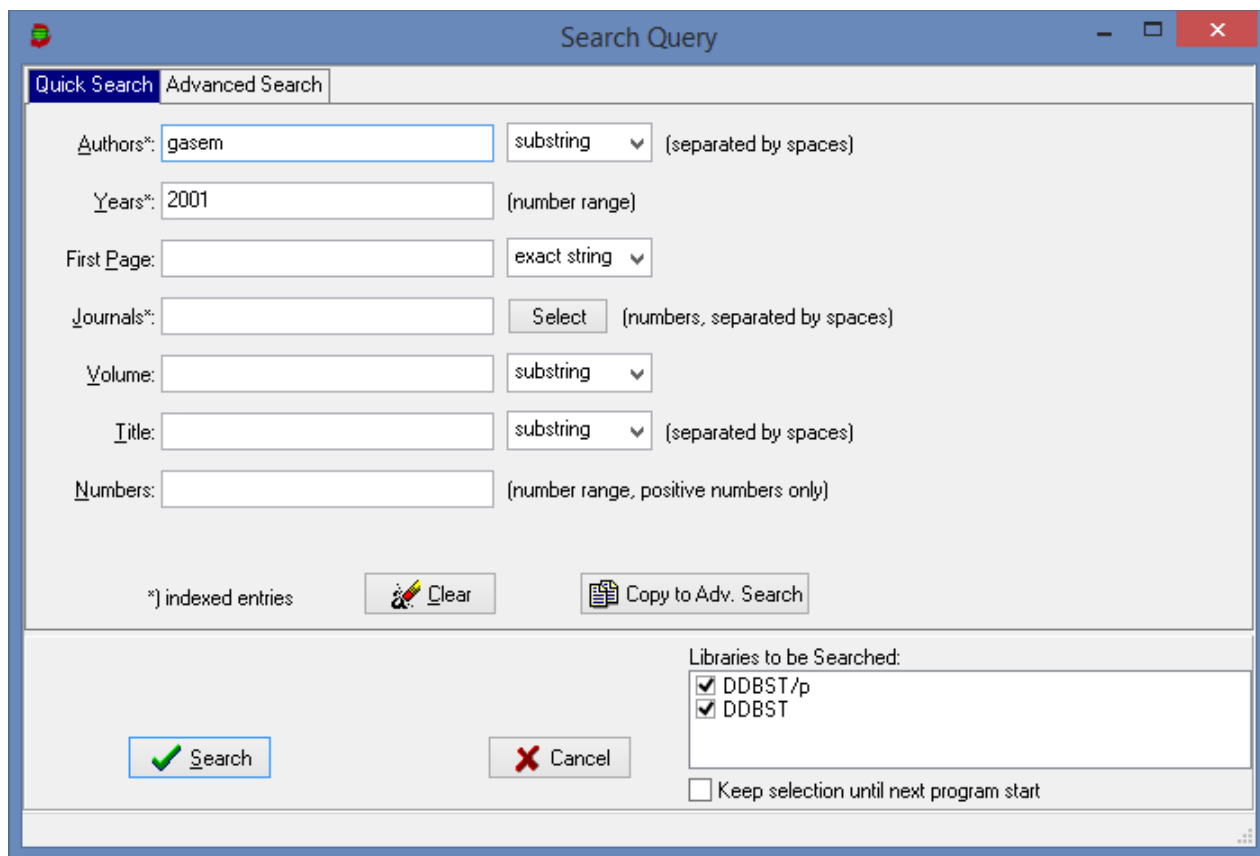 Search Query
Quick Search Advanced Search
Authors*: gasem substring (separated by spaces)
Years*: 2001 (number range)
First Page: exact string
Journals*: Select (numbers, separated by spaces)
Volume: substring
Title: substring (separated by spaces)
Numbers: (number range, positive numbers only)
*) indexed entries Clear Copy to Adv. Search
Libraries to be Searched:
DDBST/p
DDBST
Search Cancel
Keep selection until next program start